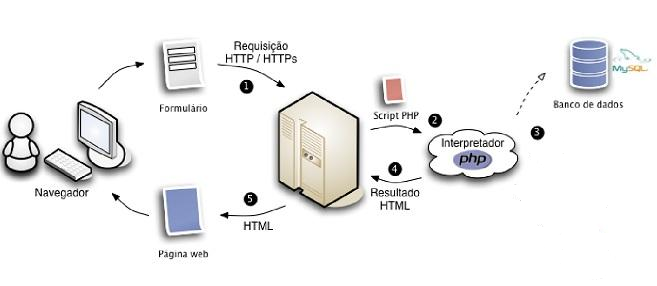 Requisição
HTTP / HTTPs
1
Formulário
Navegador
Script PHP
2
Interpretador
php
3
MySQL
Banco de dados
4
Resultado
HTML
5
HTML
Página web